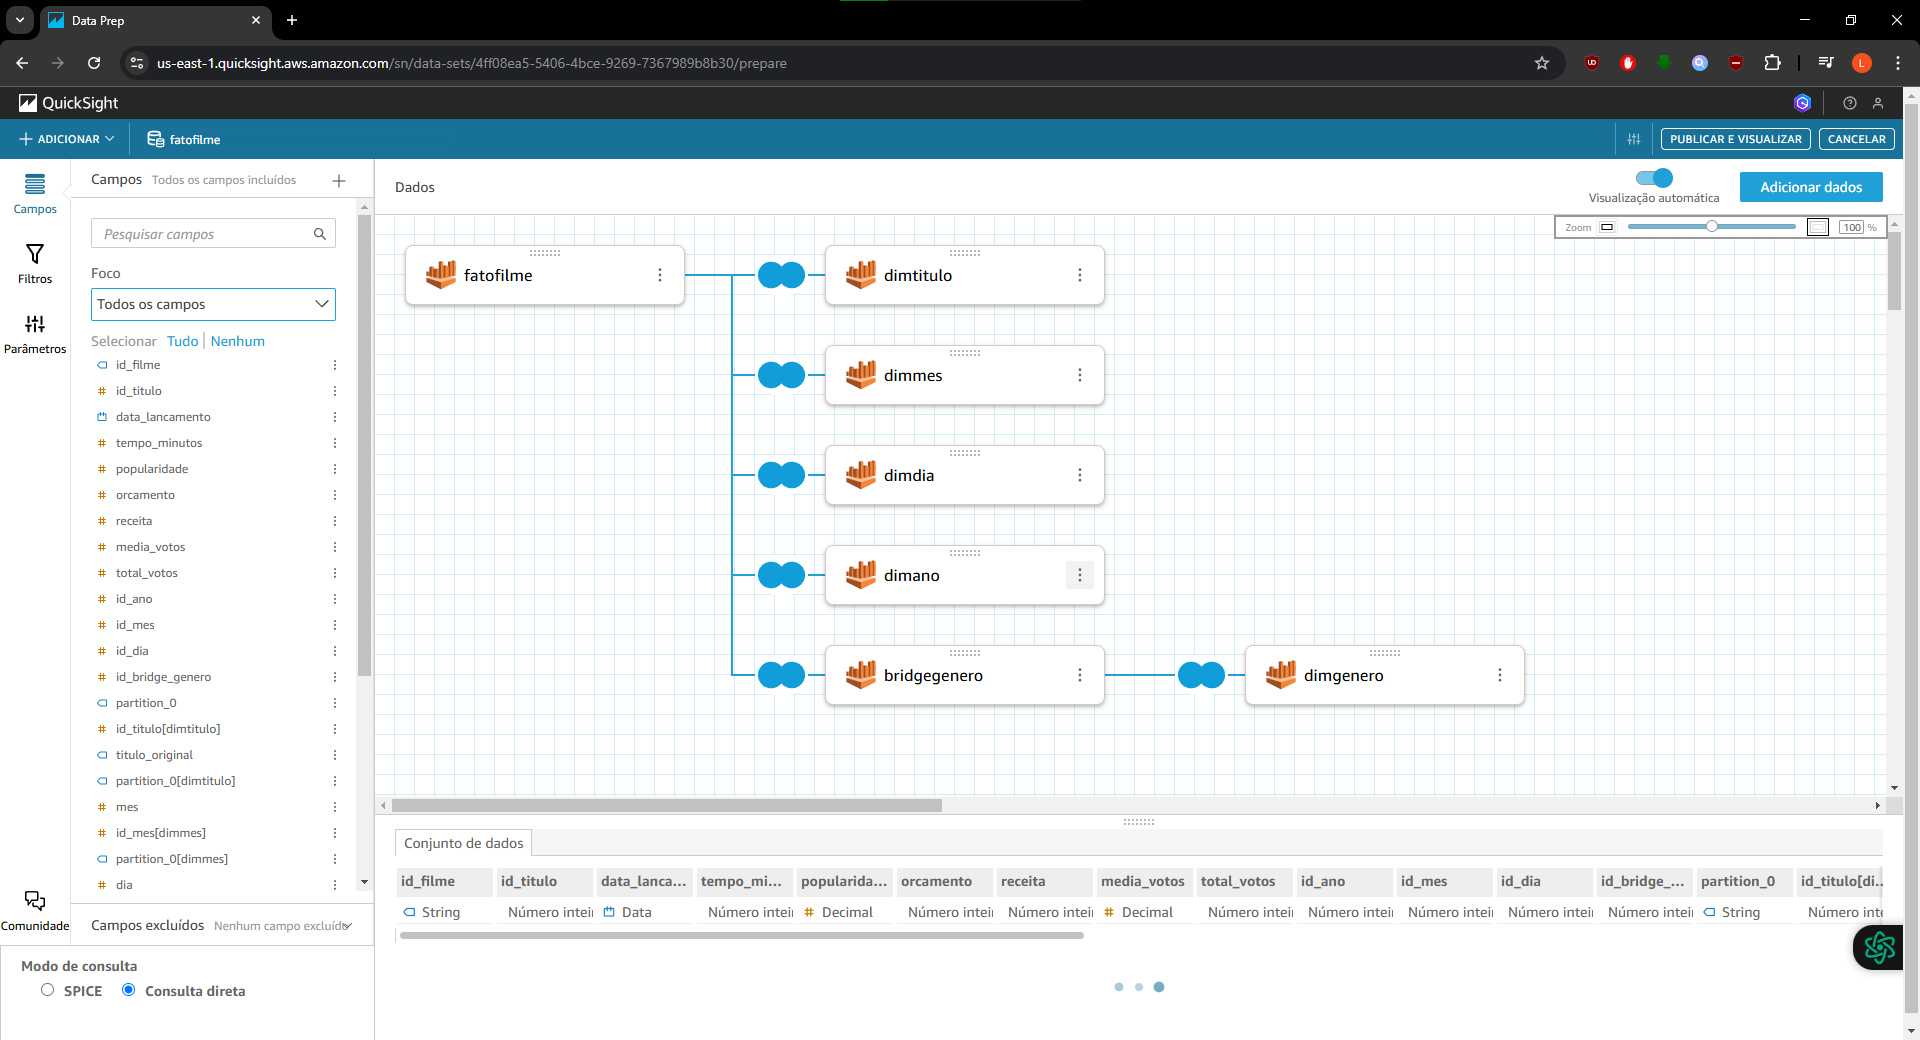 Data Prep
us-east-1.quicksight.aws.amazon.com/sn/data-sets/4ff08ea5-5406-4bce-9269-7367989b8b30/prepare
L
QuickSight
ADICIONAR
fatofilme
PUBLICAR E VISUALIZAR
CANCELAR
Campos
Filtros
Parâmetros
Comunidade
Campos Todos os campos incluídos
Pesquisar campos
Foco
Todos os campos
Selecionar Tudo Nenhum
id_filme
id_titulo
data_lancamento
tempo_minutos
popularidade
orcamento
receita
media_votos
total_votos
id_ano
id_mes
id_dia
id_bridge_genero
partition_0
id_titulo[dimtitulo]
titulo_original
partition_0[dimtitulo]
mes
id_mes[dimmes]
partition_0[dimmes]
dia
Campos excluídos Nenhum campo excluído
Modo de consulta
SPICE Consulta direta
Dados
Visualização automática
Adicionar dados
Zoom 100 %
fatofilme
dimtitulo
dimmes
dimdia
dimano
bridgegenero
dimgenero
Conjunto de dados
id_filme id_titulo data_lanca... tempo_mi... popularida... orcamento receita media_votos total_votos id_ano id_mes id_dia id_bridge_... partition_0 id_titulo[di...
String Número intei Data Número intei Decimal Número intei Número intei Decimal Número intei Número intei Número intei Número intei Número intei String Número inte